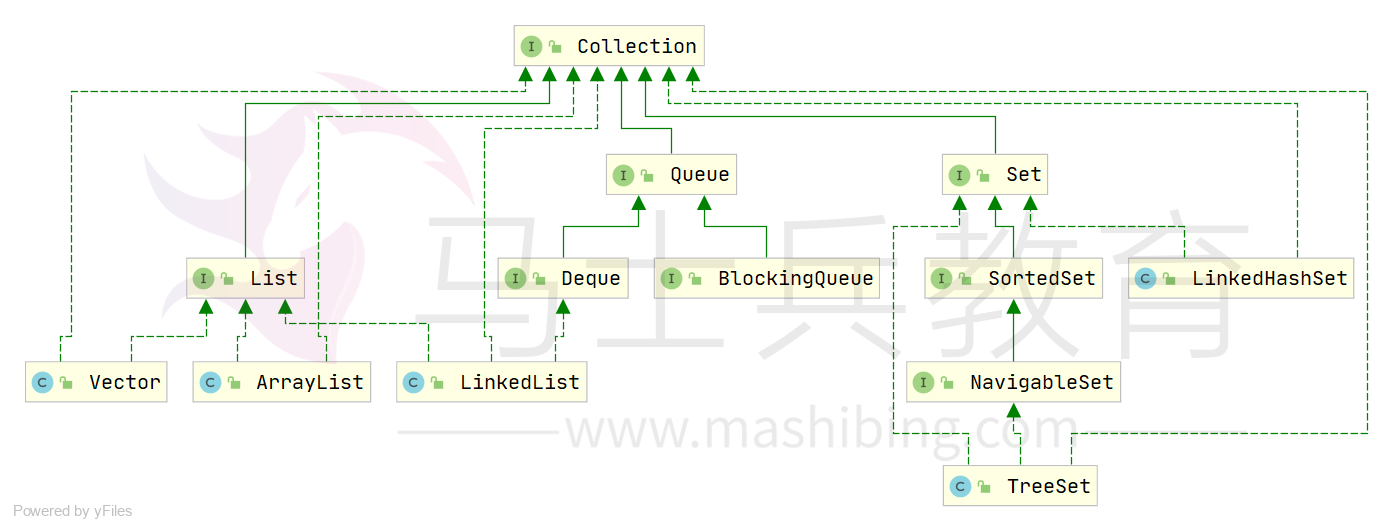 I Collection
I Queue
I Set
I List
I Deque
I BlockingQueue
I SortedSet
C LinkedHashSet
马士兵教育
C Vector
C ArrayList
C LinkedList
I NavigableSet
www.mashibing.com
C TreeSet
Powered by yFiles